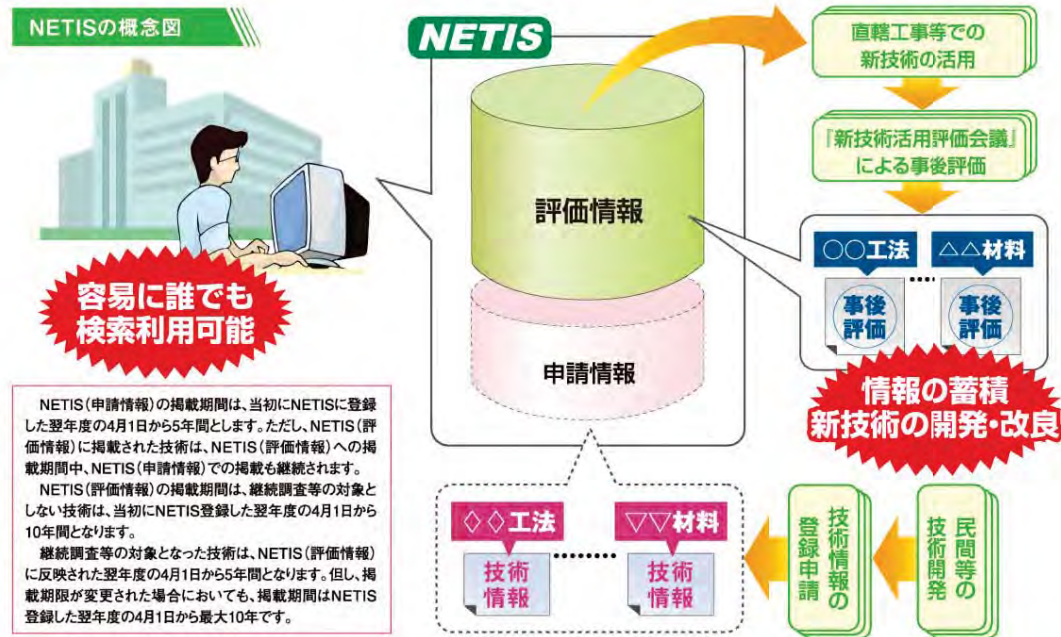 NETISの概念図
NETIS
評価情報
申請情報
容易に誰でも
検索利用可能
直轄工事等での
新技術の活用
『新技術活用評価会議』
による事後評価
○○工法
△△材料
事後
評価
事後
評価
情報の蓄積
新技術の開発・改良
NETIS(申請情報)の掲載期間は、当初にNETISに登録
した翌年度の4月1日から5年間とします。ただし、NETIS(評
価情報)に掲載された技術は、NETIS(評価情報)への掲
載期間中、NETIS(申請情報)での掲載も継続されます。
NETIS(評価情報)の掲載期間は、継続調査等の対象と
しない技術は、当初にNETIS登録した翌年度の4月1日から
10年間となります。
継続調査等の対象となった技術は、NETIS(評価情報)
に反映された翌年度の4月1日から5年間となります。但し、掲
載期限が変更された場合においても、掲載期間はNETIS
登録した翌年度の4月1日から最大10年です。
◇◇工法
▽▽材料
技術
情報
技術
情報
技術情報の
登録申請
民間等の
技術開発